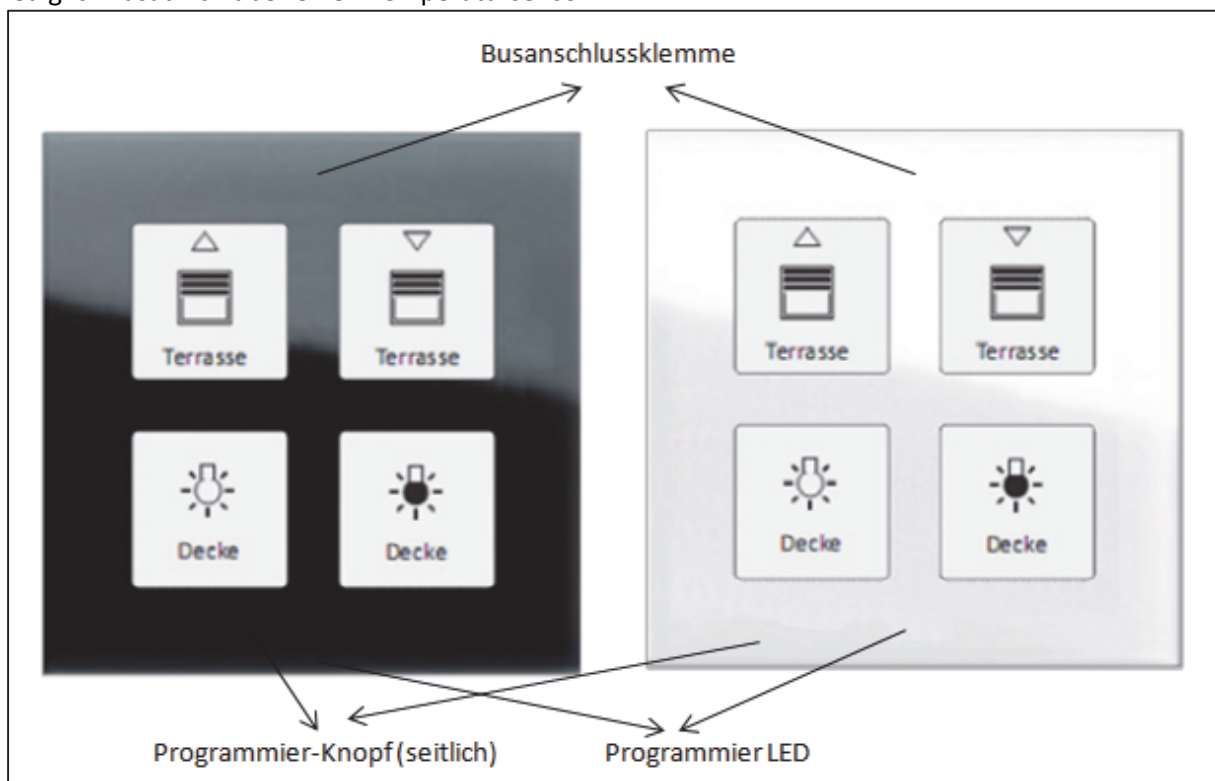 Busanschlussklemme
Terrasse Terrasse Terrasse Terrasse
Decke Decke Decke Decke
Programmier-Knopf (seitlich) Programmier LED